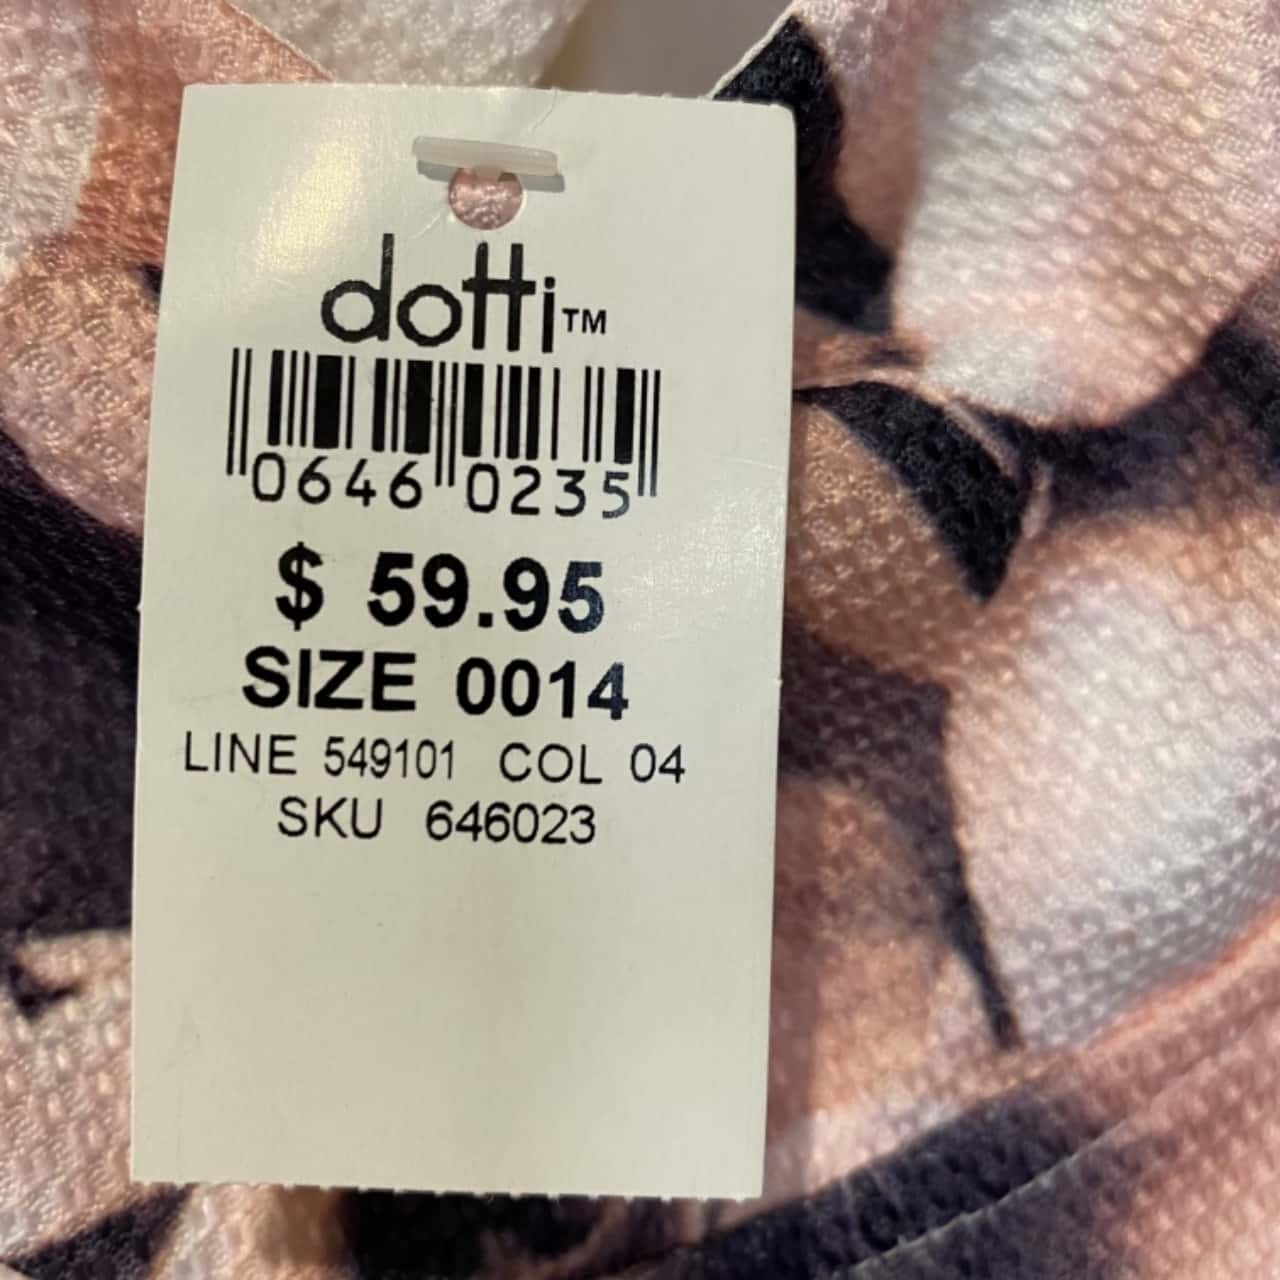 dotti™
0646 0235
$ 59.95
SIZE 0014
LINE 549101 COL 04
SKU 646023